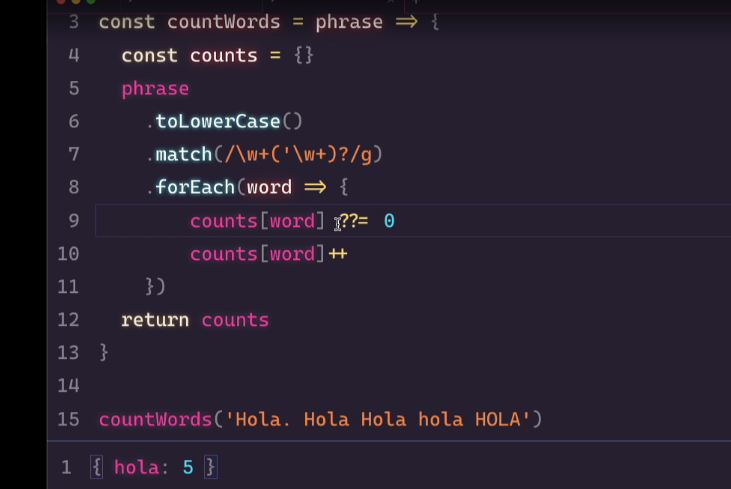 3 const countWords = phrase => {
4 const counts = {}
5 phrase
6 .toLowerCase()
7 .match(/\w+('\w+)?/g)
8 .forEach(word => {
9 counts[word] ??= 0
10 counts[word]++
11 })
12 return counts
13 }
14
15 countWords('Hola. Hola Hola hola HOLA')
1 { hola: 5 }